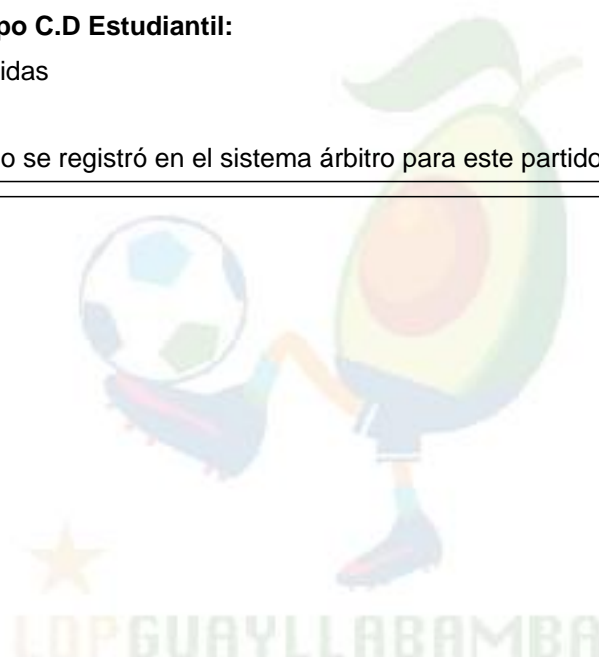 po C.D Estudiantil:
idas
o se registró en el sistema árbitro para este partido
LDPGUAYLLABAMBA